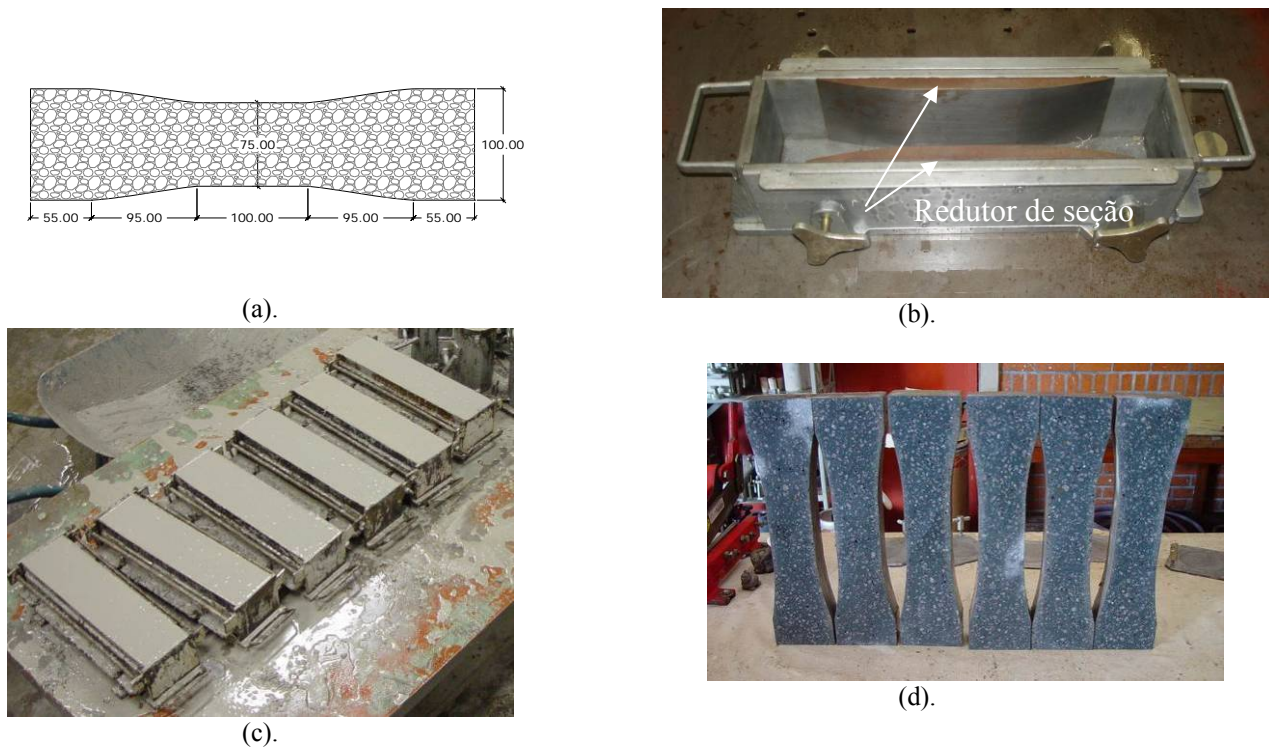 75.00
100.00
55.00 95.00 100.00 95.00 55.00
(a).
Redutor de seção
(b).
(c).
(d).